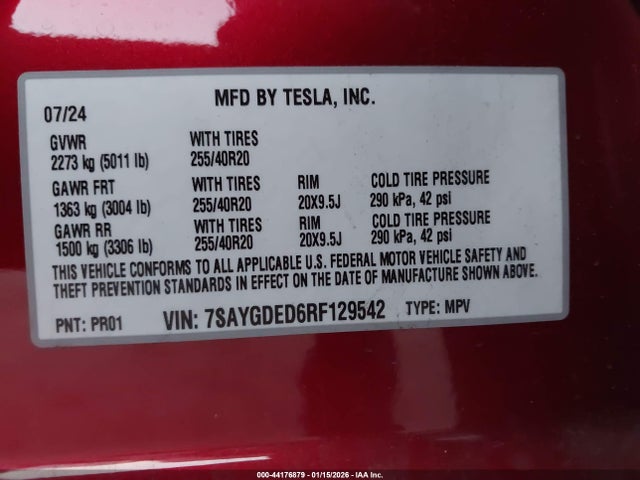 MFD BY TESLA, INC.
07/24
GVWR WITH TIRES
2273 kg (5011 lb) 255/40R20
GAWR FRT WITH TIRES RIM COLD TIRE PRESSURE
1363 kg (3004 lb) 255/40R20 20X9.5J 290 kPa, 42 psi
GAWR RR WITH TIRES RIM COLD TIRE PRESSURE
1500 kg (3306 lb) 255/40R20 20X9.5J 290 kPa, 42 psi
THIS VEHICLE CONFORMS TO ALL APPLICABLE U.S. FEDERAL MOTOR VEHICLE SAFETY AND
THEFT PREVENTION STANDARDS IN EFFECT ON THE DATE OF MANUFACTURE SHOWN ABOVE.
PNT: PR01 VIN: 7SAYGDED6RF129542 TYPE: MPV
000-44176879 - 01/15/2026 - IAA Inc.